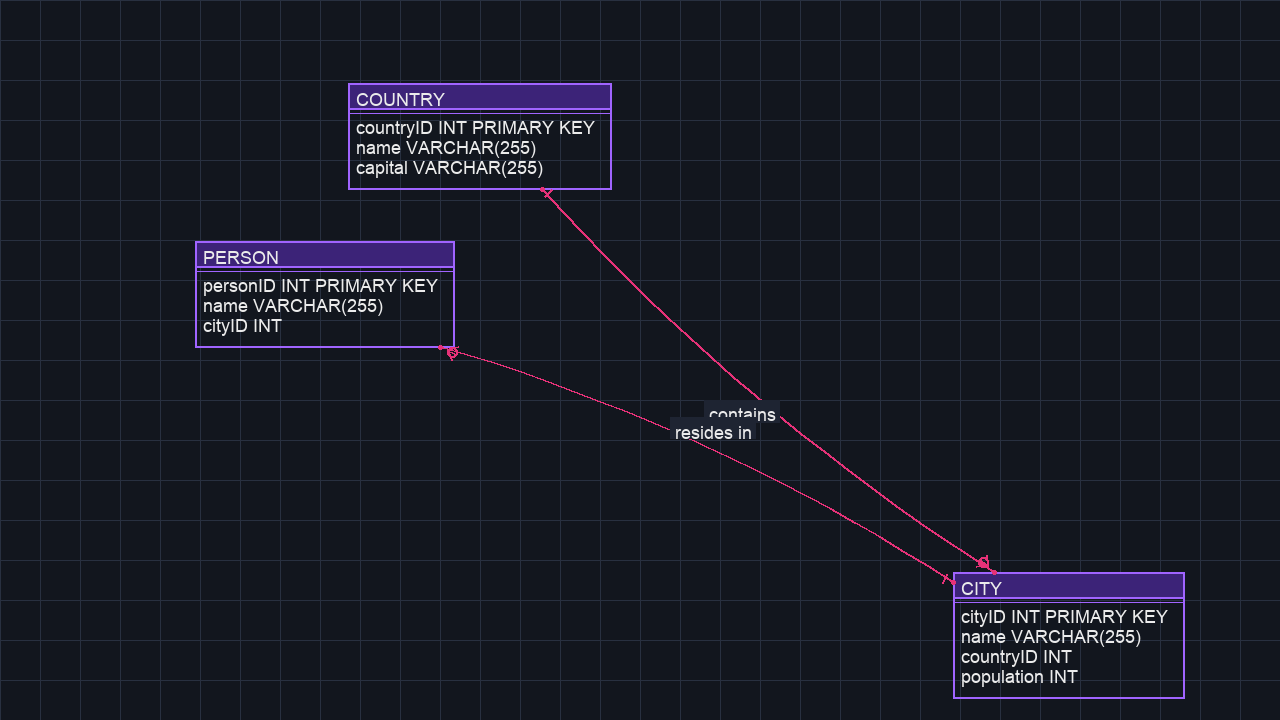 COUNTRY
countryID INT PRIMARY KEY
name VARCHAR(255)
capital VARCHAR(255)
PERSON
personID INT PRIMARY KEY
name VARCHAR(255)
cityID INT
contains
resides in
CITY
cityID INT PRIMARY KEY
name VARCHAR(255)
countryID INT
population INT